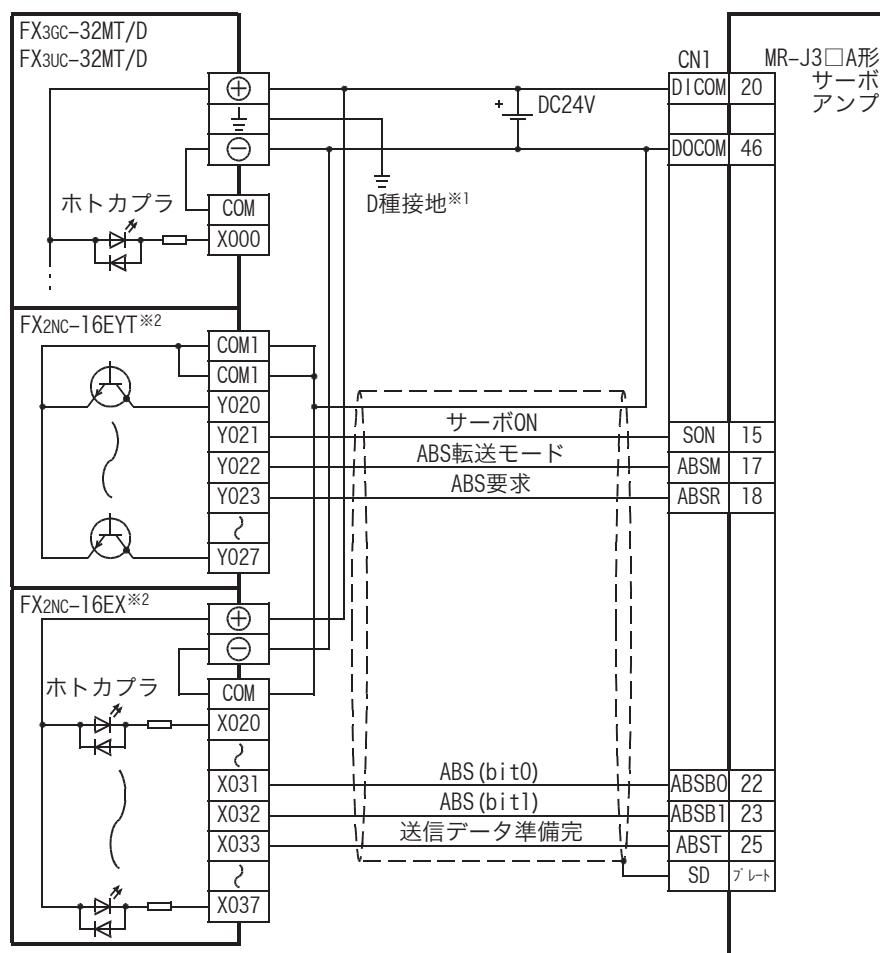 FX3GC-32MT/D
FX3UC-32MT/D
CN1
MR-J3□A形
サーボ
アンプ
⊕
DICOM 20
DC24V
+
⊖
DOCOM 46
ホトカプラ
COM
D種接地※1
X000
FX2NC-16EYT※2
COM1
COM1
Y020
Y021
サーボON
SON 15
Y022
ABS転送モード
ABSM 17
Y023
ABS要求
ABSR 18
Y027
FX2NC-16EX※2
⊕
⊖
ホトカプラ
COM
X020
X031
ABS(bit0)
ABSB0 22
X032
ABS(bit1)
ABSB1 23
X033
送信データ準備完
ABST 25
SD プレート
X037